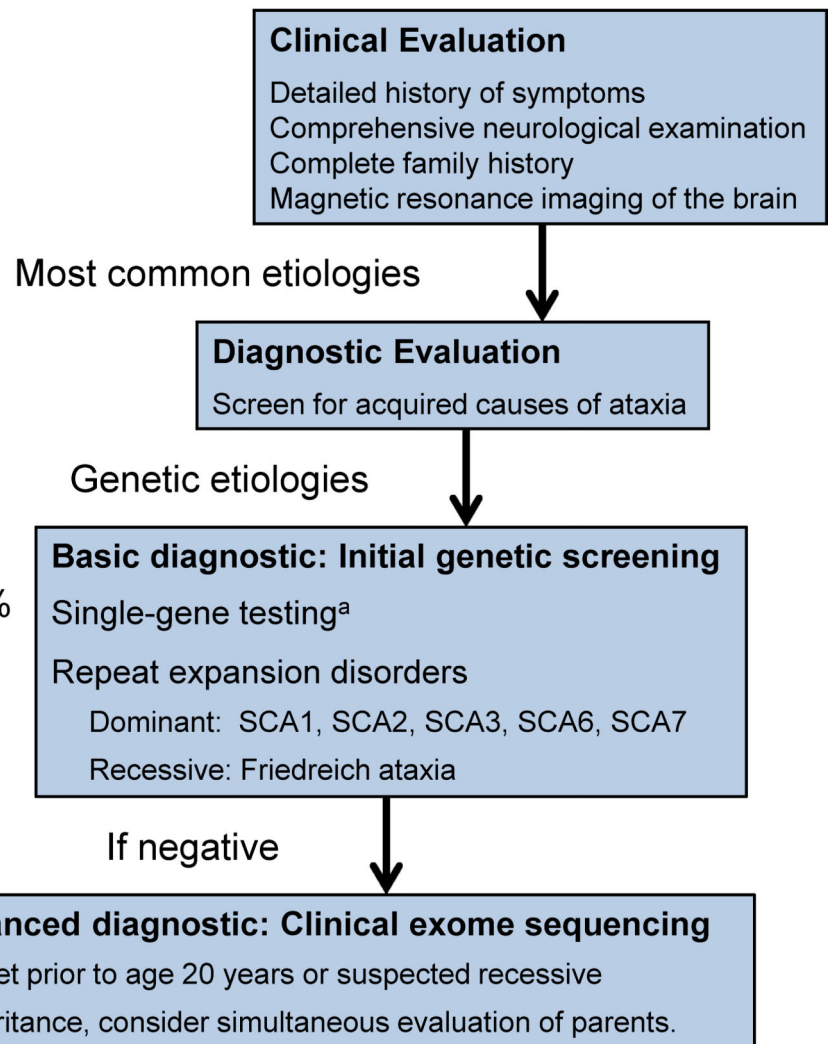 Clinical Evaluation
Detailed history of symptoms
Comprehensive neurological examination
Complete family history
Magnetic resonance imaging of the brain
Most common etiologies
Diagnostic Evaluation
Screen for acquired causes of ataxia
Genetic etiologies
Basic diagnostic: Initial genetic screening
%
Single-gene testingᵃ
Repeat expansion disorders
Dominant: SCA1, SCA2, SCA3, SCA6, SCA7
Recessive: Friedreich ataxia
If negative
diagnostic: Clinical exome sequencing
prior to age 20 years or suspected recessive
consider simultaneous evaluation of parents.